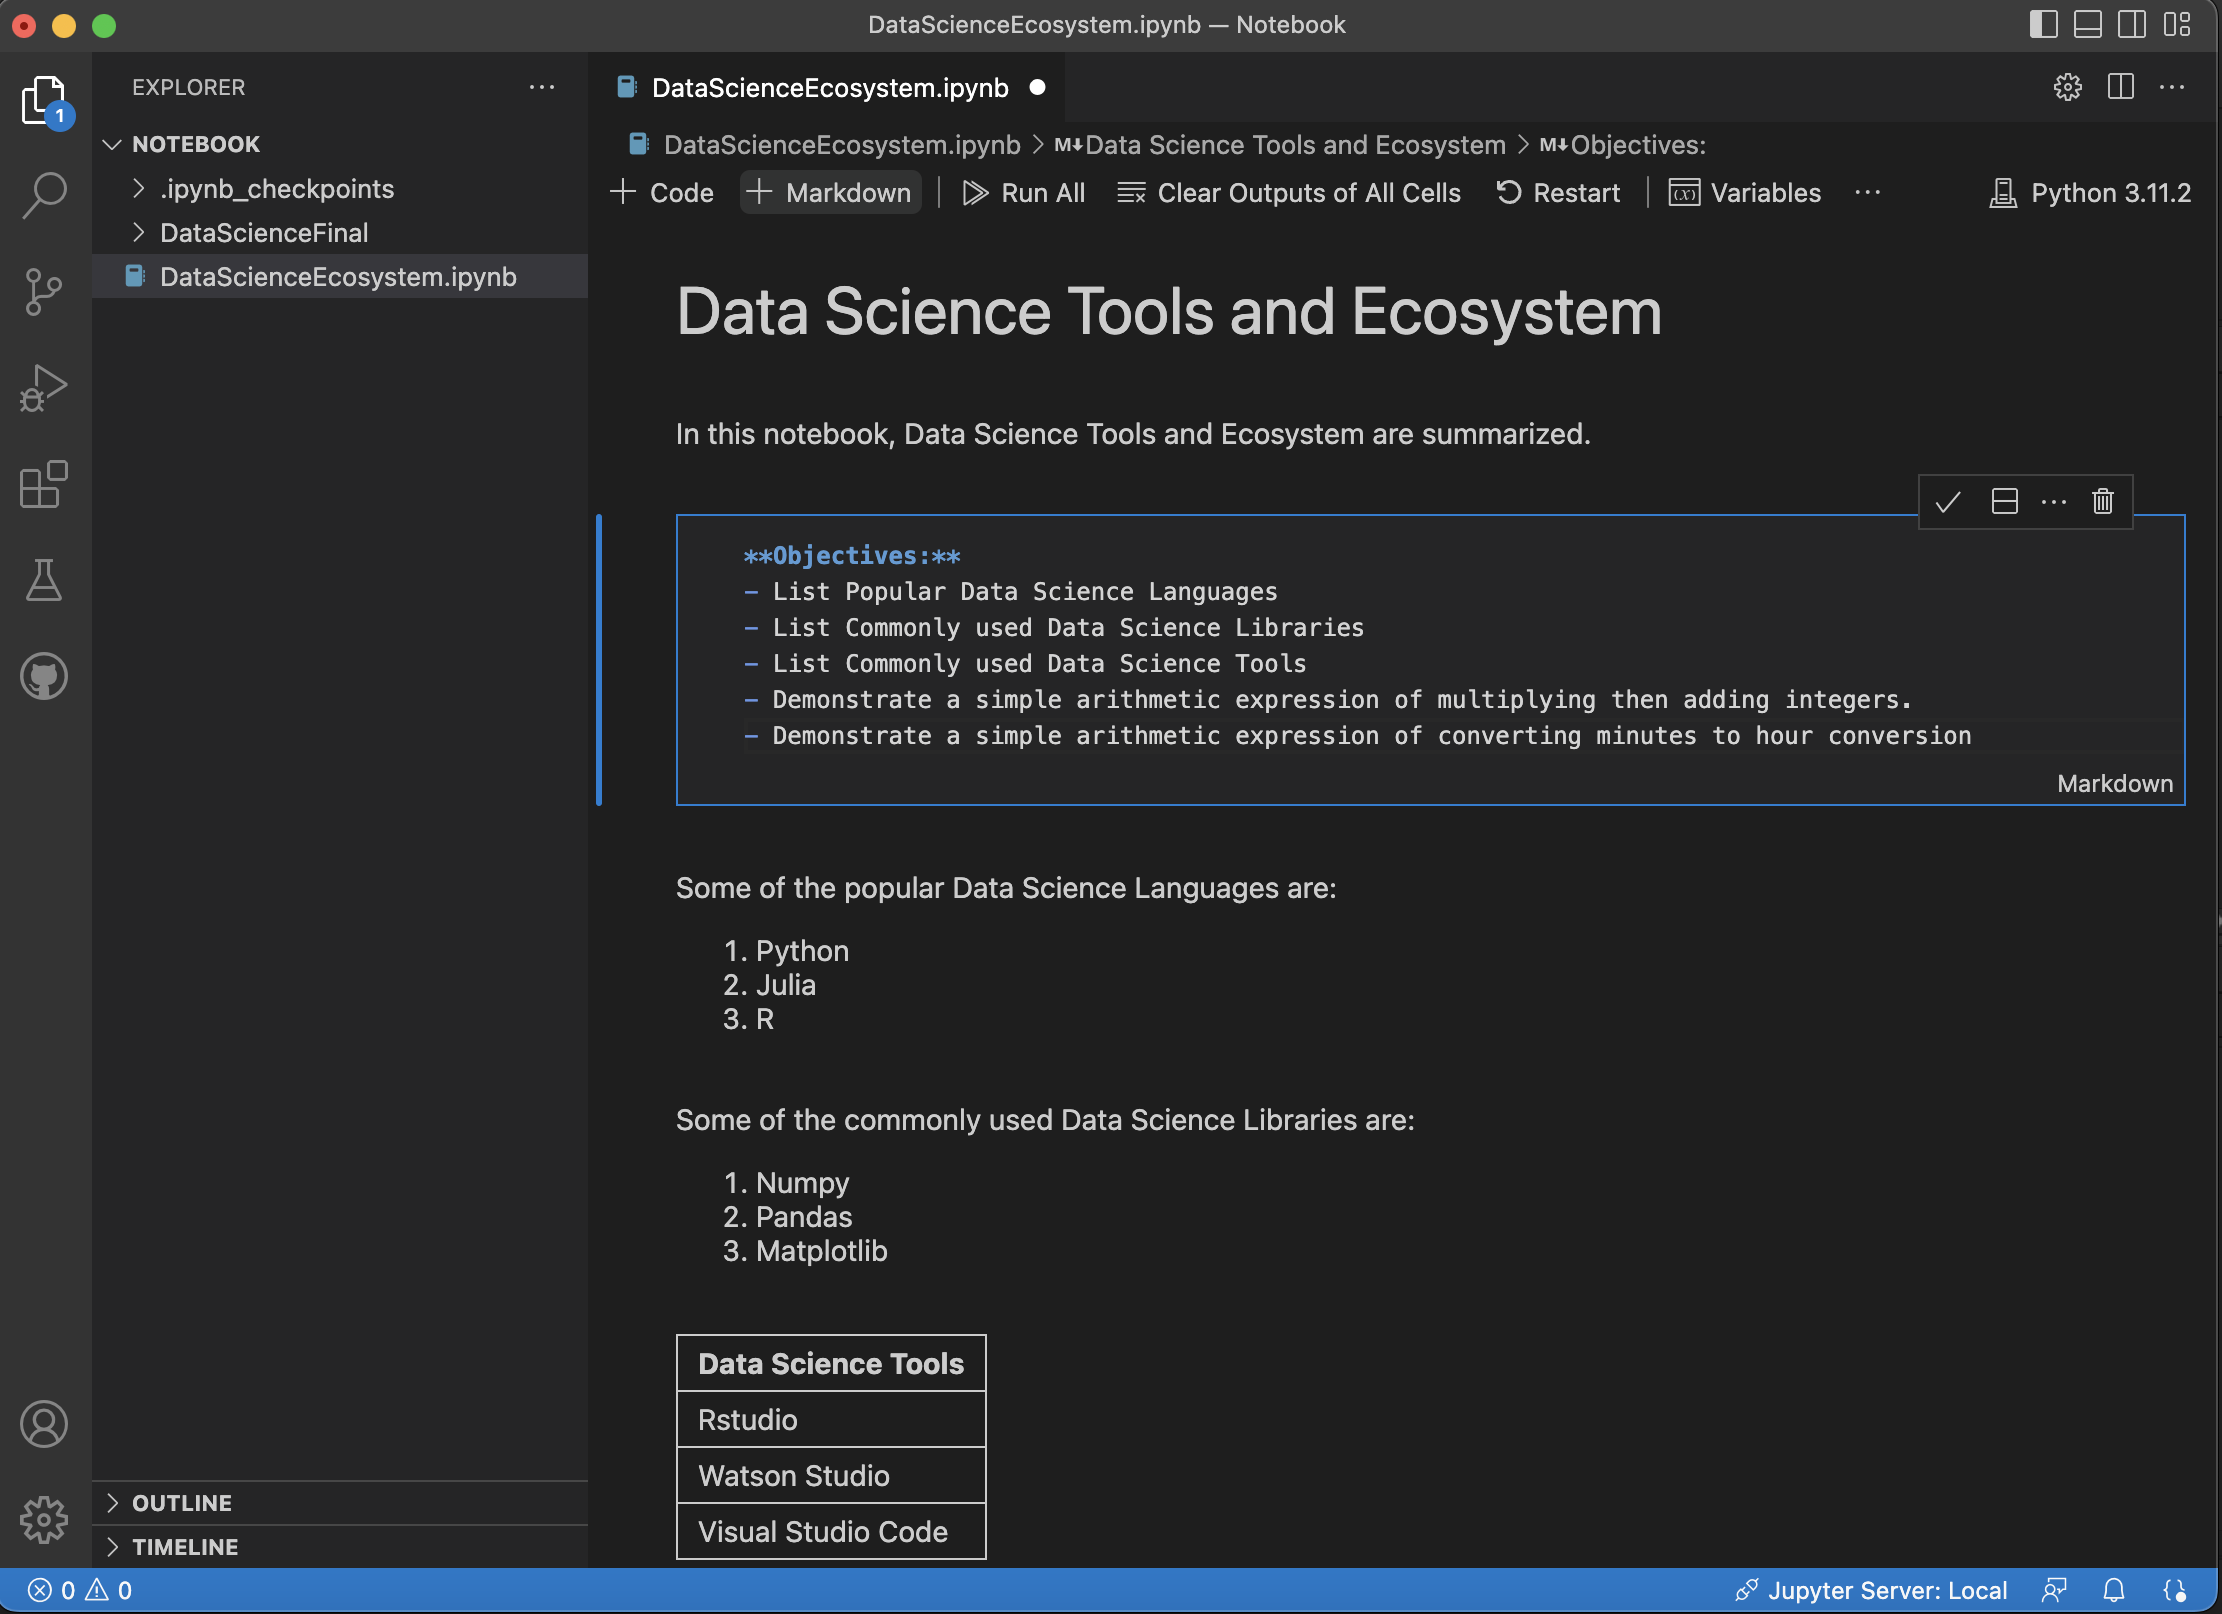 DataScienceEcosystem.ipynb — Notebook
EXPLORER
1
NOTEBOOK
.ipynb_checkpoints
DataScienceFinal
DataScienceEcosystem.ipynb
OUTLINE
TIMELINE
DataScienceEcosystem.ipynb
DataScienceEcosystem.ipynb > M↓Data Science Tools and Ecosystem > M↓Objectives:
+ Code + Markdown | Run All Clear Outputs of All Cells Restart | (x) Variables ... Python 3.11.2
Data Science Tools and Ecosystem
In this notebook, Data Science Tools and Ecosystem are summarized.
**Objectives:**
- List Popular Data Science Languages
- List Commonly used Data Science Libraries
- List Commonly used Data Science Tools
- Demonstrate a simple arithmetic expression of multiplying then adding integers.
- Demonstrate a simple arithmetic expression of converting minutes to hour conversion
Markdown
Some of the popular Data Science Languages are:
1. Python
2. Julia
3. R
Some of the commonly used Data Science Libraries are:
1. Numpy
2. Pandas
3. Matplotlib
Data Science Tools
Rstudio
Watson Studio
Visual Studio Code
0 0 Jupyter Server: Local